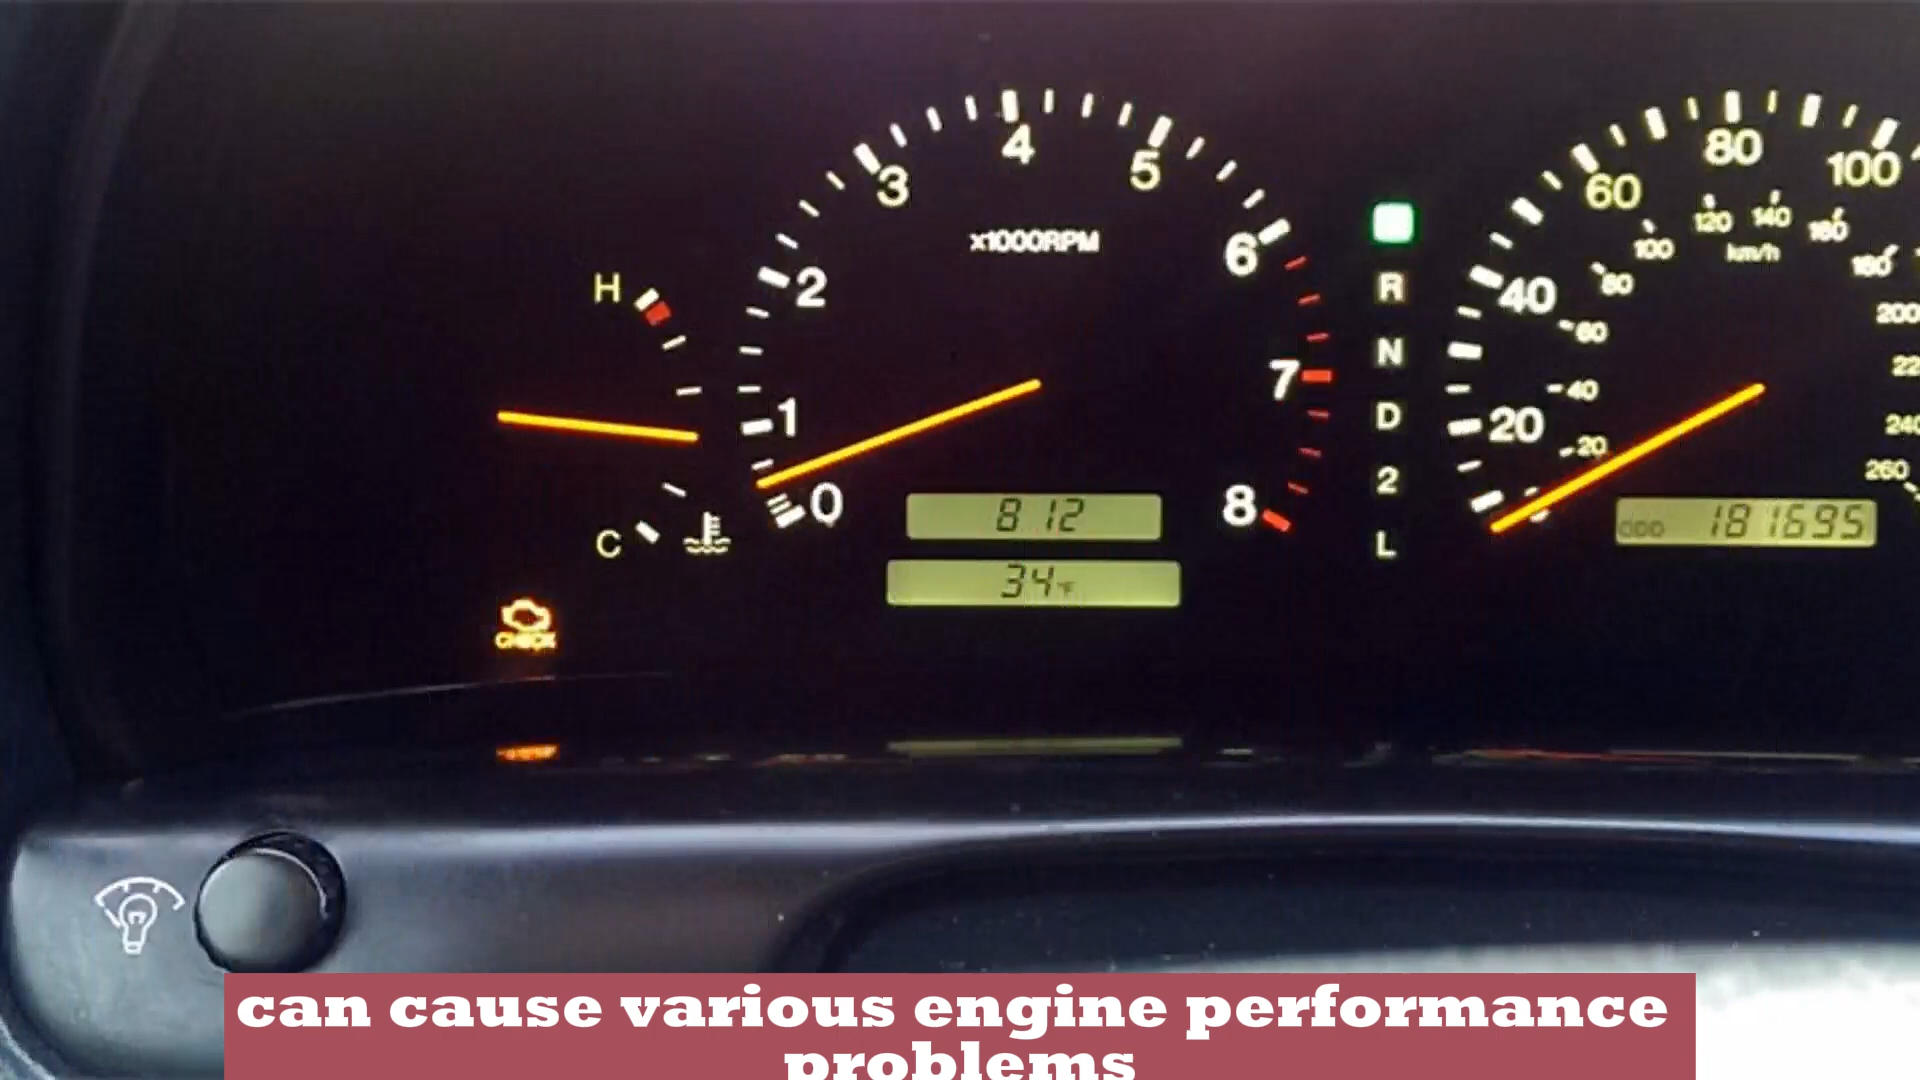 4
3
5
80
100
2
x1000RPM
6
60
120
140
160
100
km/h
180
H
R
40
80
200
60
N
1
7
D
20
40
20
240
260
0
812
8
2
ODO 181695
C
L
34°F
CHECK
can cause various engine performance
problems